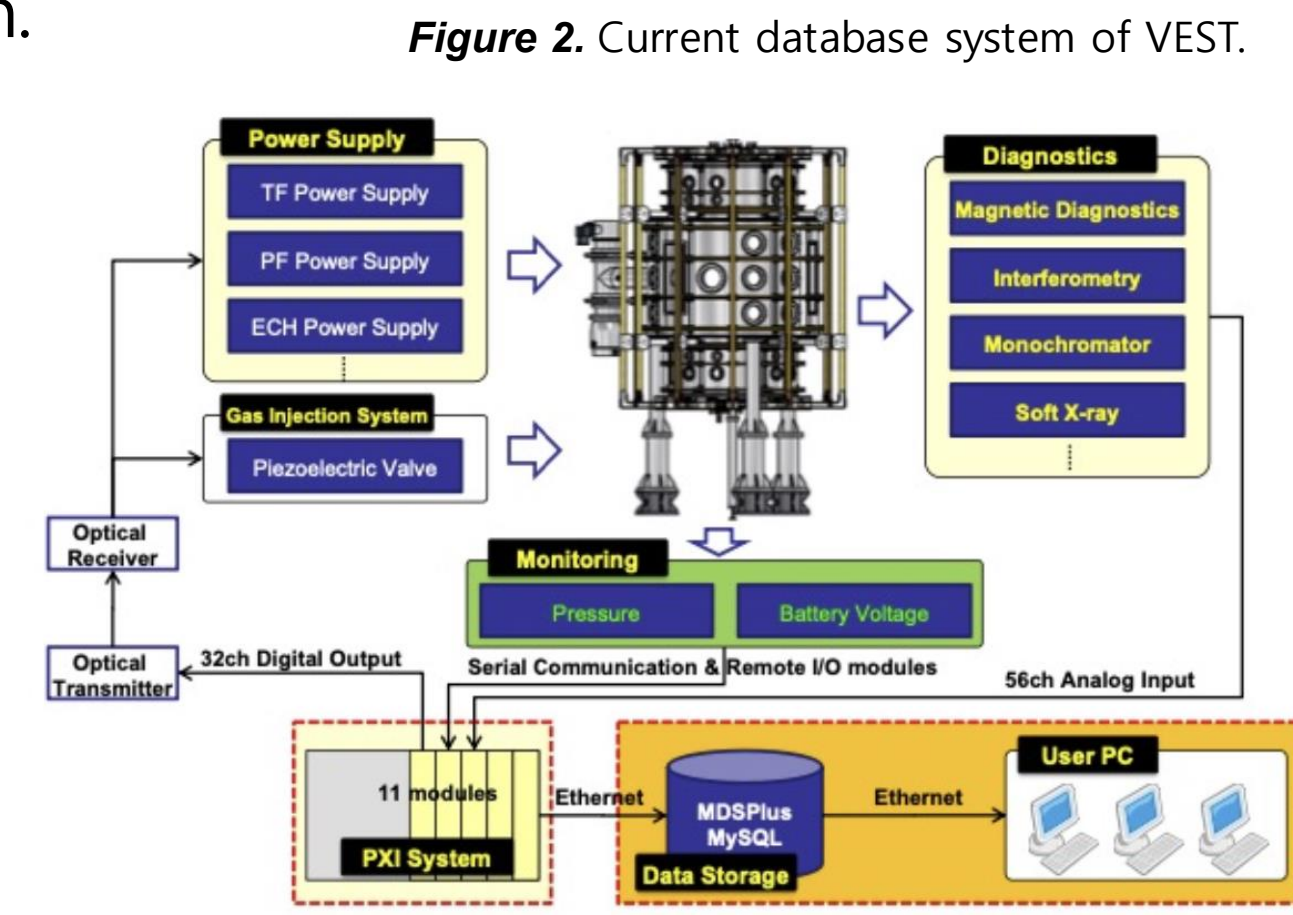 n.
Figure 2. Current database system of VEST.
Power Supply
TF Power Supply
PF Power Supply
ECH Power Supply
Gas Injection System
Piezoelectric Valve
Diagnostics
Magnetic Diagnostics
Interferometry
Monochromator
Soft X-ray
Optical
Receiver
Optical
Transmitter
Monitoring
Pressure
Battery Voltage
32ch Digital Output
Serial Communication & Remote I/O modules
56ch Analog Input
11 modules
PXI System
Ethernet
MDSPlus
MySQL
Data Storage
Ethernet
User PC